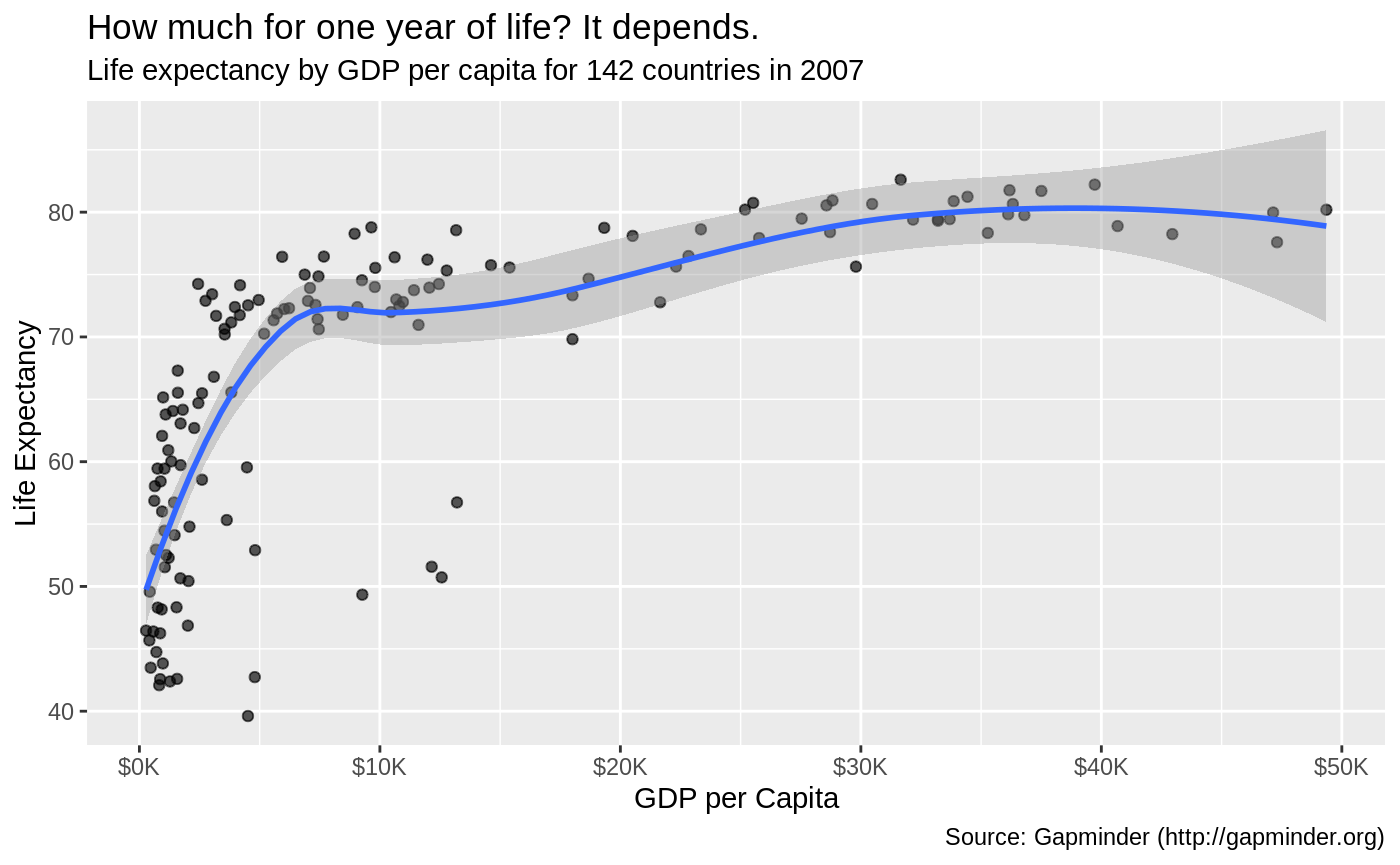 How much for one year of life? It depends.
Life expectancy by GDP per capita for 142 countries in 2007
80
70
60
50
40
Life Expectancy
$0K $10K $20K $30K $40K $50K
GDP per Capita
Source: Gapminder (http://gapminder.org)